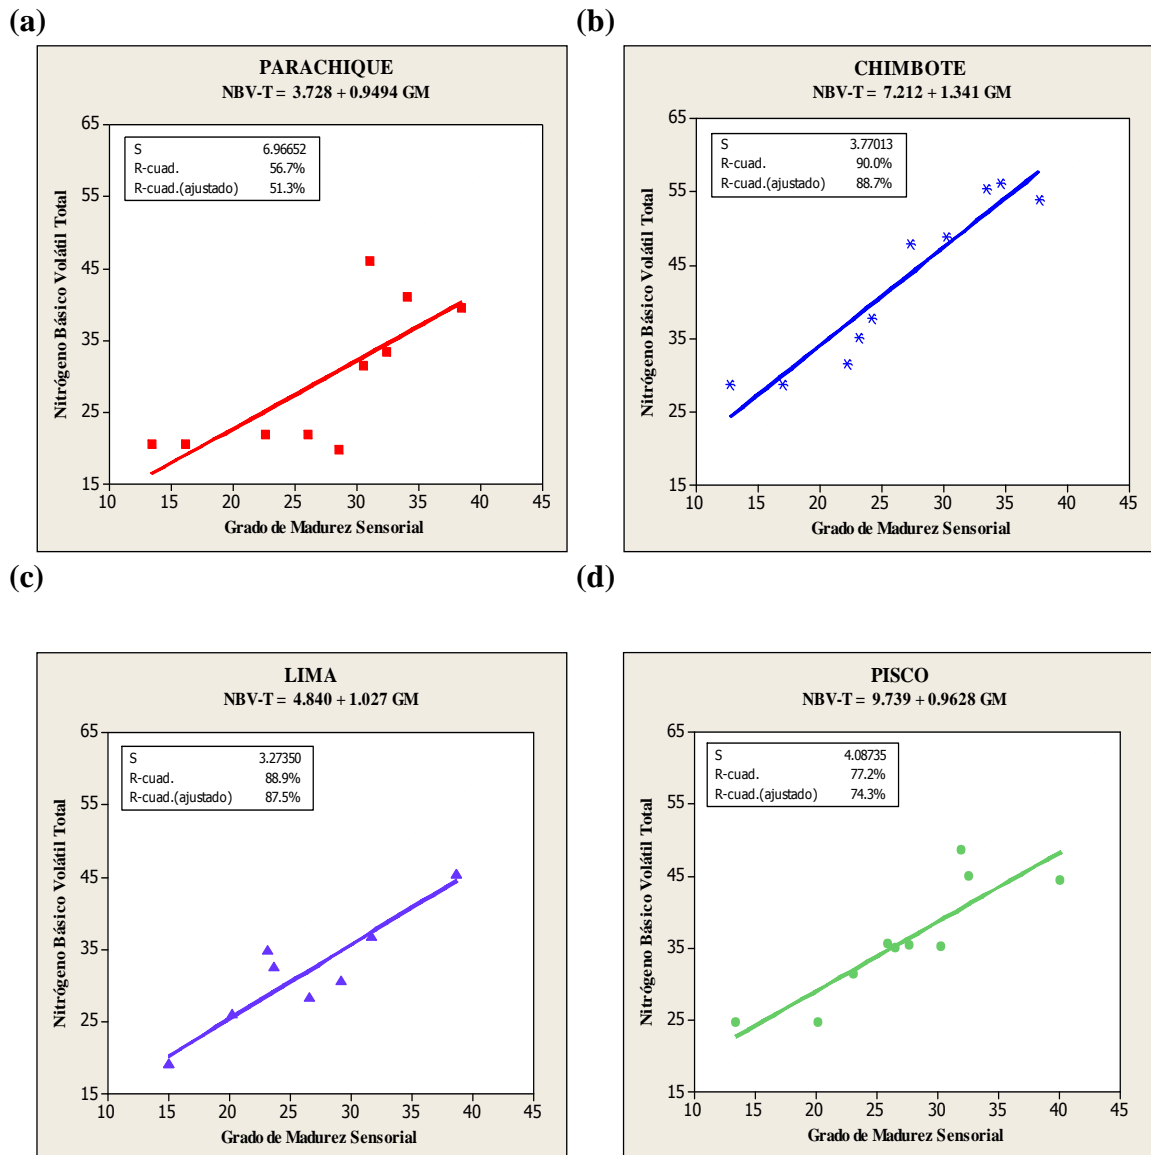 (a)
PARACHIQUE
NBV-T = 3.728 + 0.9494 GM
S 6.96652
R-cuad. 56.7%
R-cuad.(ajustado) 51.3%
Nitrógeno Básico Volátil Total
65
55
45
35
25
15
10 15 20 25 30 35 40 45
Grado de Madurez Sensorial
(b)
CHIMBOTE
NBV-T = 7.212 + 1.341 GM
S 3.77013
R-cuad. 90.0%
R-cuad.(ajustado) 88.7%
Nitrógeno Básico Volátil Total
65
55
45
35
25
15
10 15 20 25 30 35 40 45
Grado de Madurez Sensorial
(c)
LIMA
NBV-T = 4.840 + 1.027 GM
S 3.27350
R-cuad. 88.9%
R-cuad.(ajustado) 87.5%
Nitrógeno Básico Volátil Total
65
55
45
35
25
15
10 15 20 25 30 35 40 45
Grado de Madurez Sensorial
(d)
PISCO
NBV-T = 9.739 + 0.9628 GM
S 4.08735
R-cuad. 77.2%
R-cuad.(ajustado) 74.3%
Nitrógeno Básico Volátil Total
65
55
45
35
25
15
10 15 20 25 30 35 40 45
Grado de Madurez Sensorial